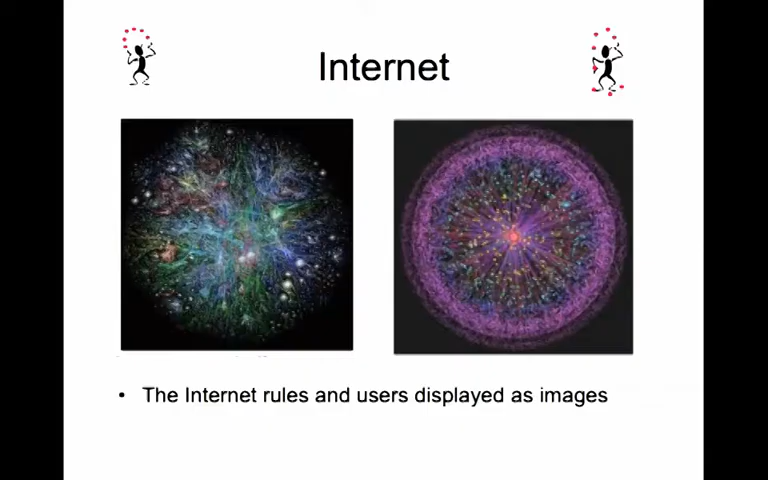 Internet
• The Internet rules and users displayed as images